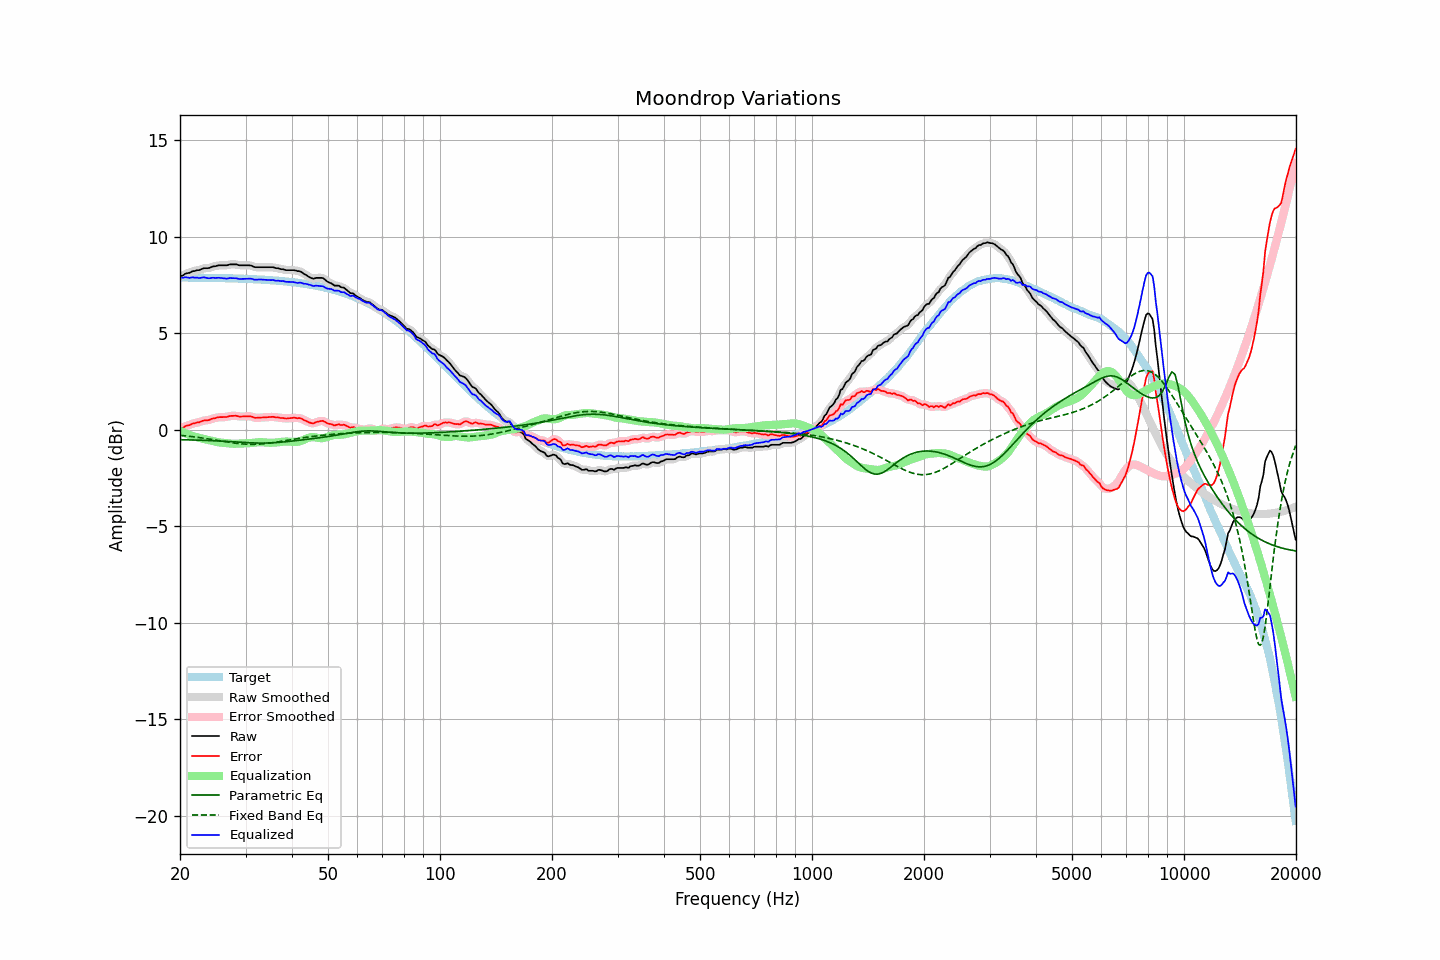 Moondrop Variations
15
10
5
0
−5
−10
−15
−20
Amplitude (dBr)
Target
Raw Smoothed
Error Smoothed
Raw
Error
Equalization
Parametric Eq
Fixed Band Eq
Equalized
20 50 100 200 500 1000 2000 5000 10000 20000
Frequency (Hz)